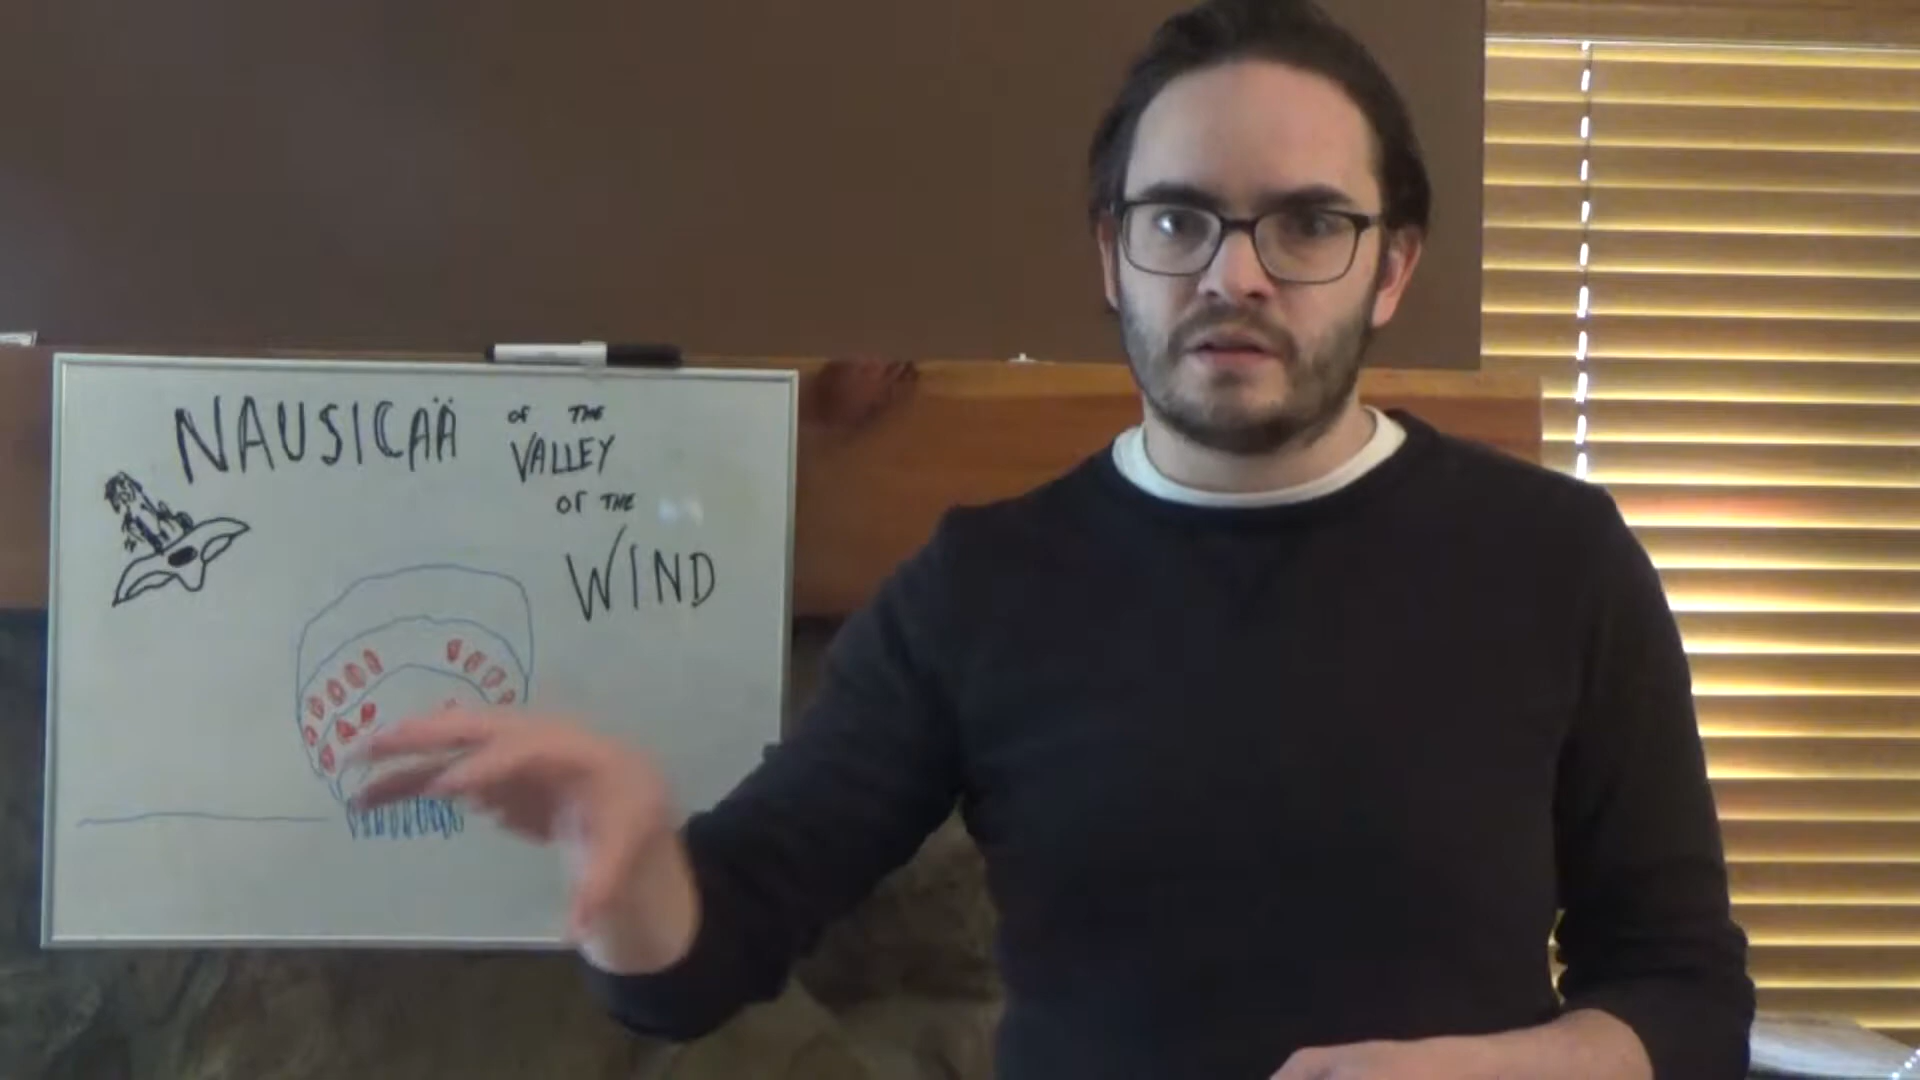 NAUSICAÄ OF THE
VALLEY
OF THE
WIND